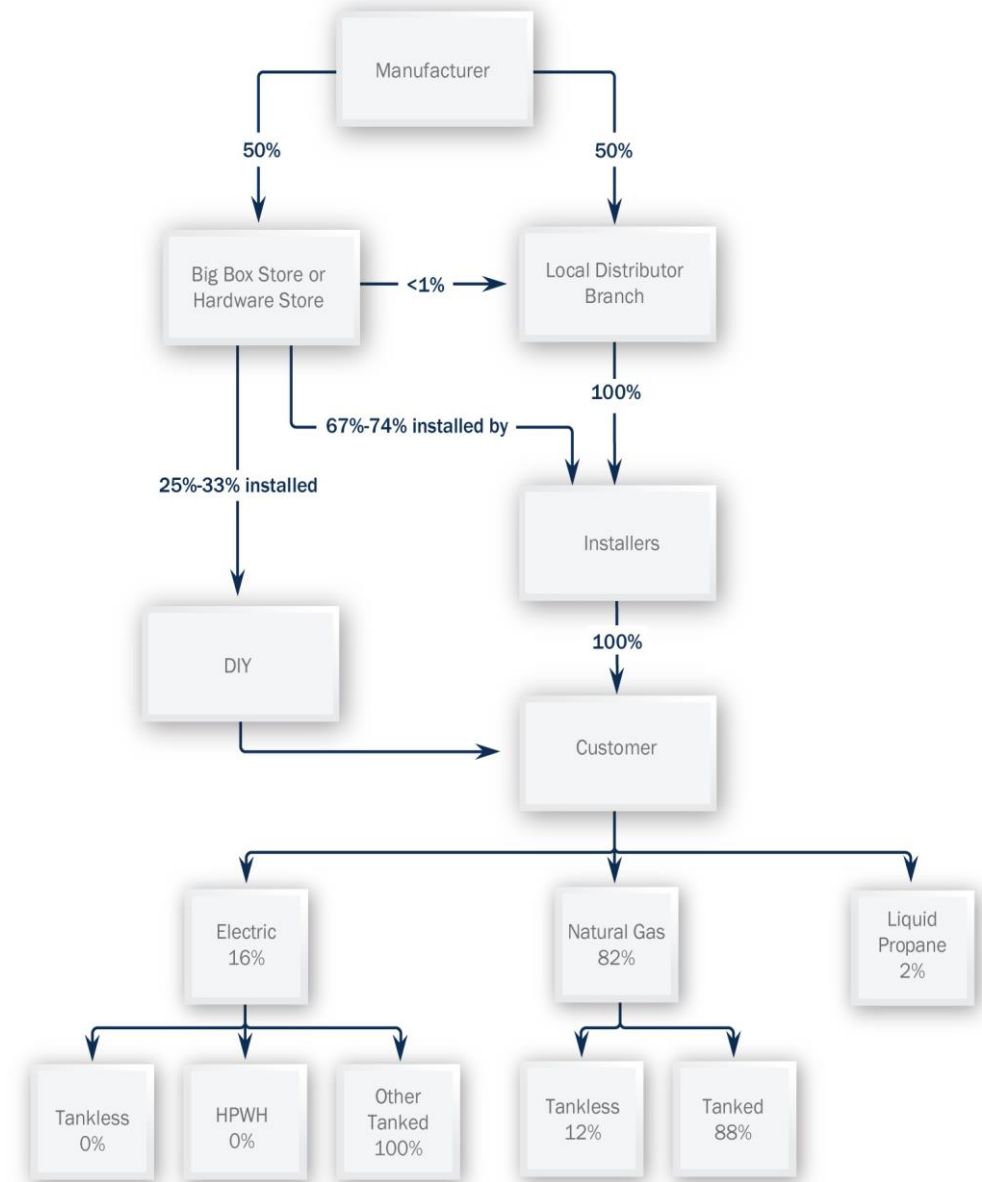 Manufacturer
50%
50%
Big Box Store or
Hardware Store
<1%
Local Distributor
Branch
100%
67%-74% installed by
25%-33% installed
Installers
100%
DIY
Customer
Electric
16%
Natural Gas
82%
Liquid
Propane
2%
Tankless
0%
HPWH
0%
Other
Tanked
100%
Tankless
12%
Tanked
88%